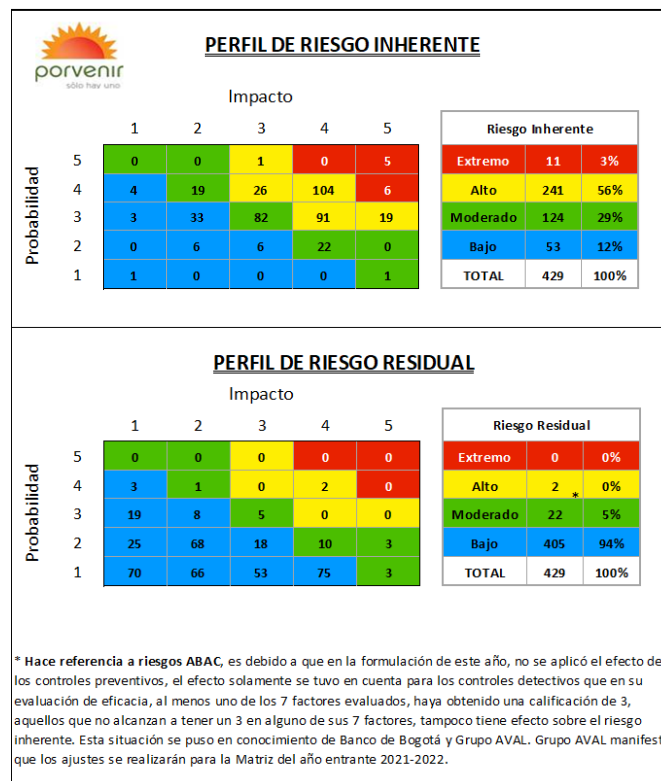 porvenir
sólo hay uno
PERFIL DE RIESGO INHERENTE
Impacto
1 2 3 4 5
Probabilidad
5 0 0 1 0 5
4 4 19 26 104 6
3 3 33 82 91 19
2 0 6 6 22 0
1 1 0 0 0 1
Riesgo Inherente
Extremo 11 3%
Alto 241 56%
Moderado 124 29%
Bajo 53 12%
TOTAL 429 100%
PERFIL DE RIESGO RESIDUAL
Impacto
1 2 3 4 5
Probabilidad
5 0 0 0 0 0
4 3 1 0 2 0
3 19 8 5 0 0
2 25 68 18 10 3
1 70 66 53 75 3
Riesgo Residual
Extremo 0 0%
Alto 2 * 0%
Moderado 22 5%
Bajo 405 94%
TOTAL 429 100%
* Hace referencia a riesgos ABAC, es debido a que en la formulación de este año, no se aplicó el efecto de
los controles preventivos, el efecto solamente se tuvo en cuenta para los controles detectivos que en su
evaluación de eficacia, al menos uno de los 7 factores evaluados, haya obtenido una calificación de 3,
aquellos que no alcanzan a tener un 3 en alguno de sus 7 factores, tampoco tiene efecto sobre el riesgo
inherente. Esta situación se puso en conocimiento de Banco de Bogotá y Grupo AVAL. Grupo AVAL manifest
que los ajustes se realizarán para la Matriz del año entrante 2021-2022.